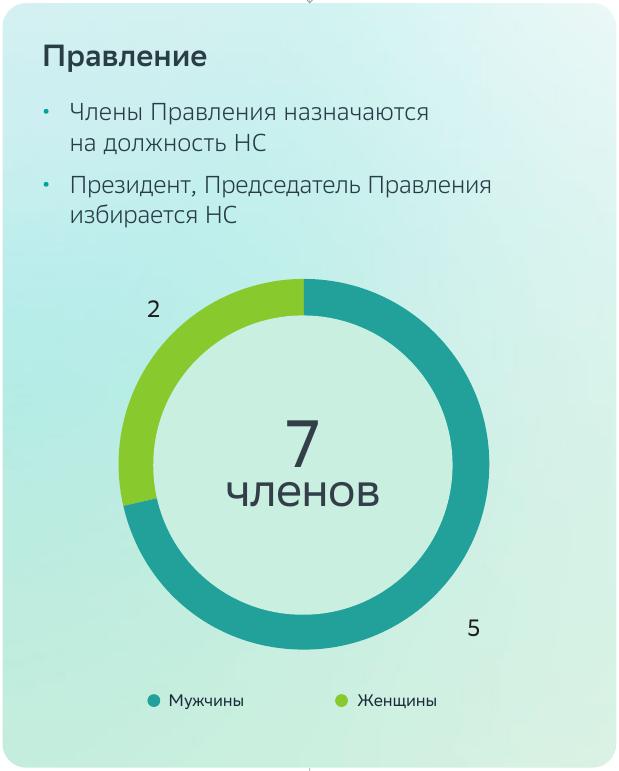 Правление
• Члены Правления назначаются
на должность НС
• Президент, Председатель Правления
избирается НС
2
7
членов
5
Мужчины
Женщины